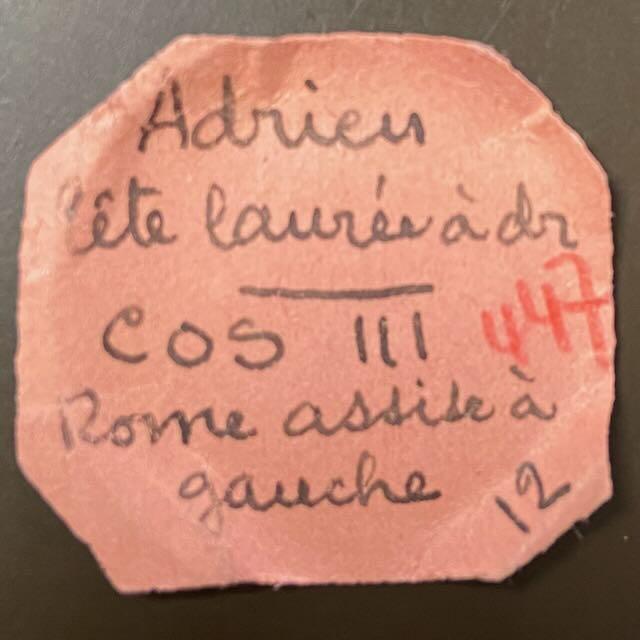 Adrien
tête laurée à dr
COS III
447
Rome assise à
gauche
12